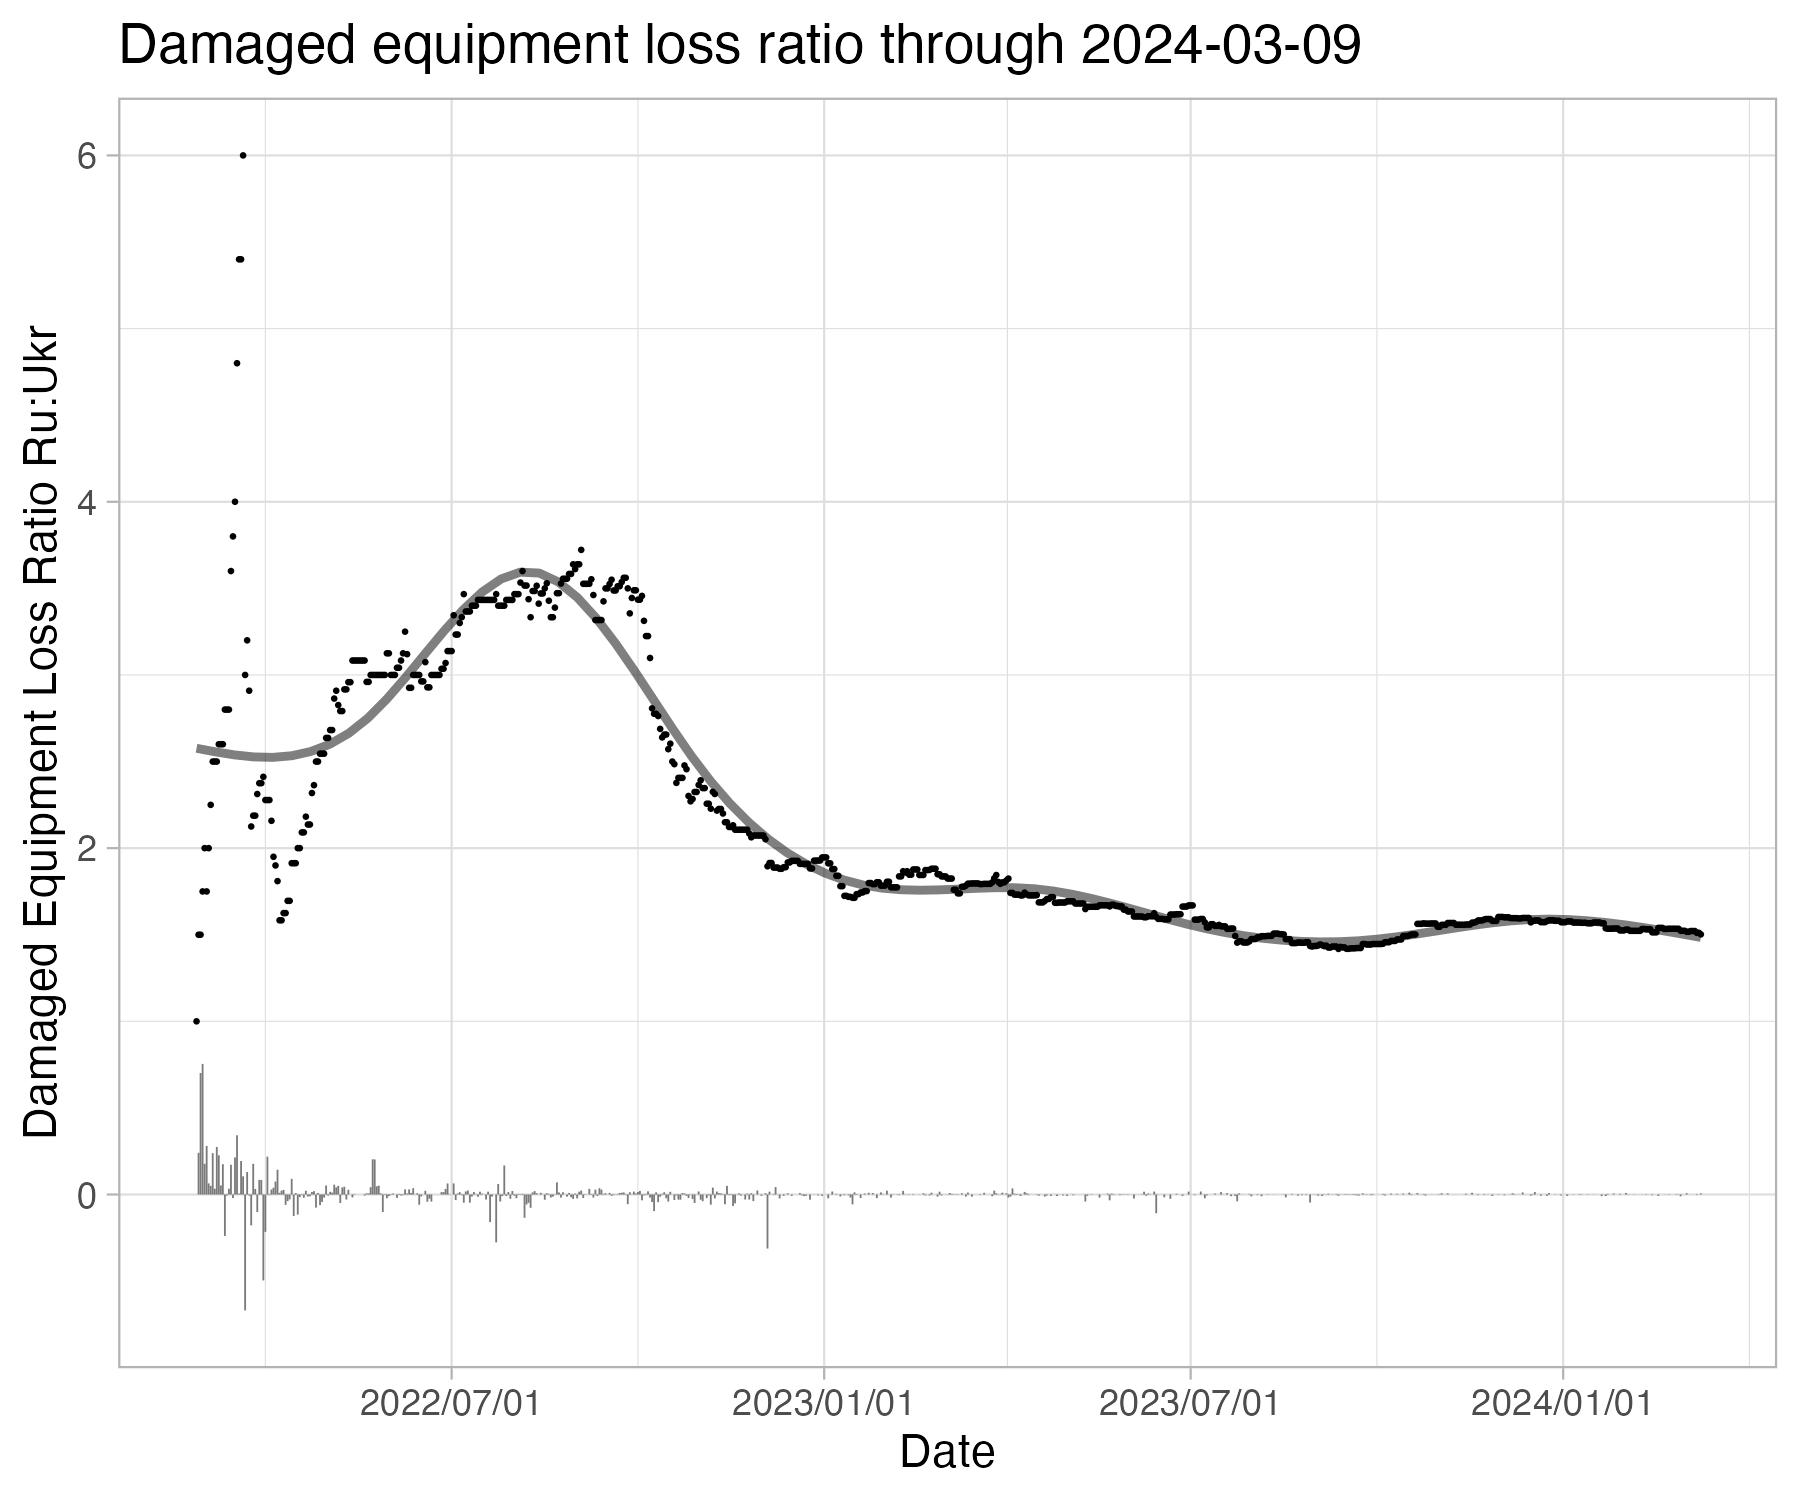 Damaged equipment loss ratio through 2024-03-09
Damaged Equipment Loss Ratio Ru:Ukr
6
4
2
0
2022/07/01
2023/01/01
2023/07/01
2024/01/01
Date